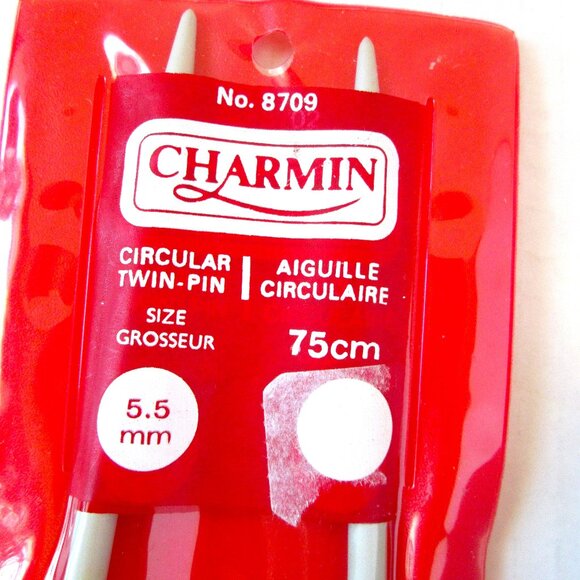 No. 8709
CHARMIN
CIRCULAR
TWIN-PIN
AIGUILLE
CIRCULAIRE
SIZE
GROSSEUR
75cm
5.5
mm